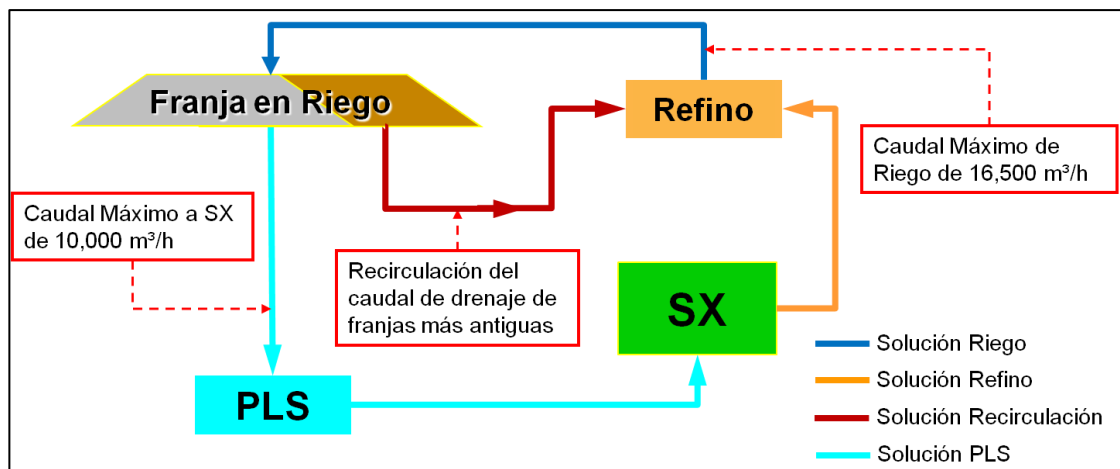 Franja en Riego
Refino
Caudal Máximo de
Riego de 16,500 m³/h
Caudal Máximo a SX
de 10,000 m³/h
Recirculación del
caudal de drenaje de
franjas más antiguas
SX
PLS
Solución Riego
Solución Refino
Solución Recirculación
Solución PLS